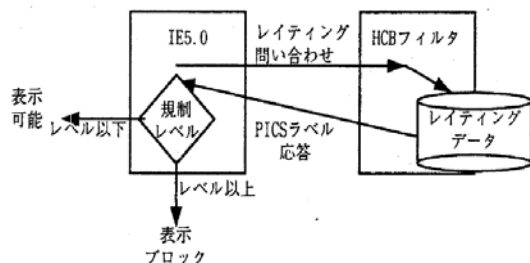 IE5.0
レイティング
問い合わせ
HCBフィルタ
表示
可能
レベル以下
規制
レベル
PICSラベル
応答
レイティング
データ
レベル以上
表示
ブロック